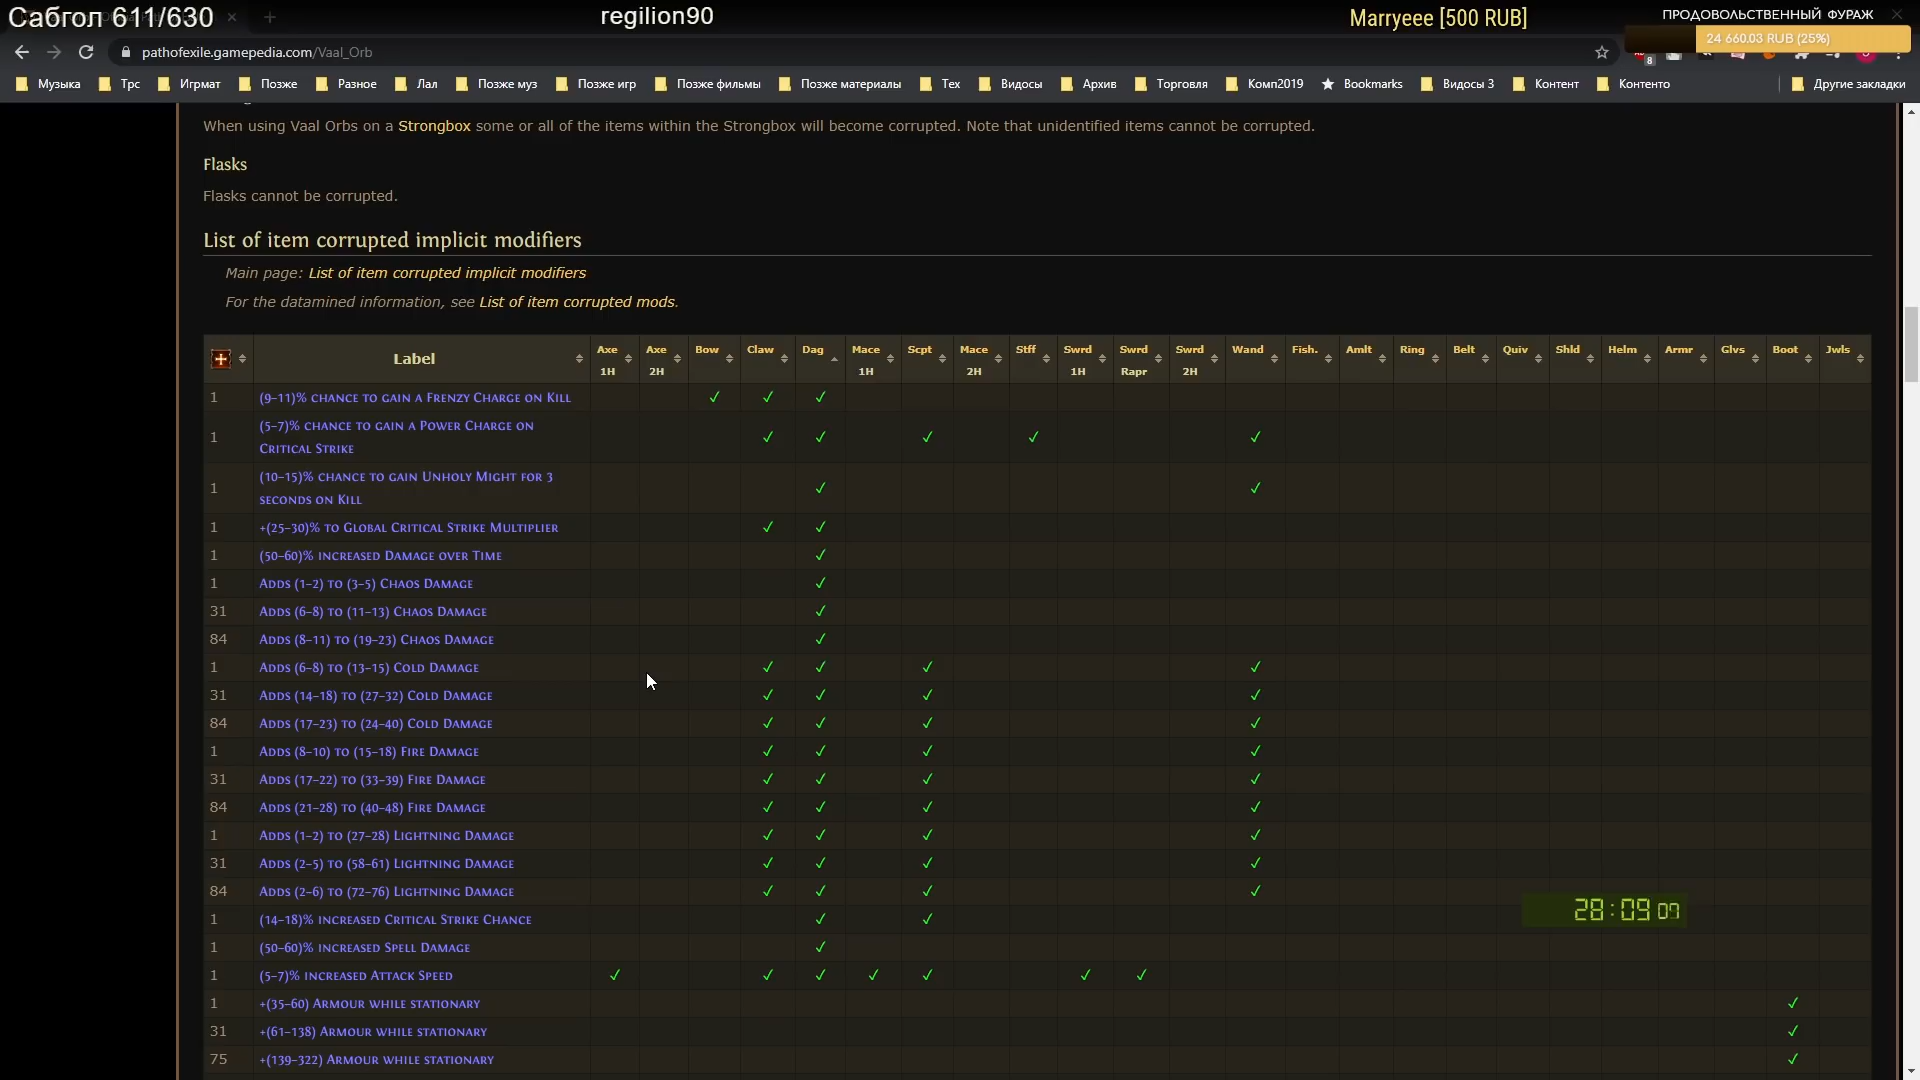 Сабгол 611/630
regilion90
Marryeee [500 RUB]
ПРОДОВОЛЬСТВЕННЫЙ ФУРАЖ
24 660.03 RUB (25%)
pathofexile.gamepedia.com/Vaal_Orb
8
Музыка Трс Игрмат Позже Разное Лал Позже муз Позже игр Позже фильмы Позже материалы Тех Видосы Архив Торговля Комп2019 Bookmarks Видосы 3 Контент Контенто Другие закладки
When using Vaal Orbs on a Strongbox some or all of the items within the Strongbox will become corrupted. Note that unidentified items cannot be corrupted.
Flasks
Flasks cannot be corrupted.
List of item corrupted implicit modifiers
Main page: List of item corrupted implicit modifiers
For the datamined information, see List of item corrupted mods.
Label Axe 1H Axe 2H Bow Claw Dag Mace 1H Scpt Mace 2H Stff Swrd 1H Swrd Rapr Swrd 2H Wand Fish. Amlt Ring Belt Quiv Shld Helm Armr Glvs Boot Jwls
1 (9–11)% chance to gain a Frenzy Charge on Kill ✓ ✓ ✓
1 (5–7)% chance to gain a Power Charge on
Critical Strike ✓ ✓ ✓ ✓ ✓
1 (10–15)% chance to gain Unholy Might for 3
seconds on Kill ✓ ✓
1 +(25–30)% to Global Critical Strike Multiplier ✓ ✓
1 (50–60)% increased Damage over Time ✓
1 Adds (1–2) to (3–5) Chaos Damage ✓
31 Adds (6–8) to (11–13) Chaos Damage ✓
84 Adds (8–11) to (19–23) Chaos Damage ✓
1 Adds (6–8) to (13–15) Cold Damage ✓ ✓ ✓ ✓
31 Adds (14–18) to (27–32) Cold Damage ✓ ✓ ✓ ✓
84 Adds (17–23) to (24–40) Cold Damage ✓ ✓ ✓ ✓
1 Adds (8–10) to (15–18) Fire Damage ✓ ✓ ✓ ✓
31 Adds (17–22) to (33–39) Fire Damage ✓ ✓ ✓ ✓
84 Adds (21–28) to (40–48) Fire Damage ✓ ✓ ✓ ✓
1 Adds (1–2) to (27–28) Lightning Damage ✓ ✓ ✓ ✓
31 Adds (2–5) to (58–61) Lightning Damage ✓ ✓ ✓ ✓
84 Adds (2–6) to (72–76) Lightning Damage ✓ ✓ ✓ ✓
28:09 07
1 (14–18)% increased Critical Strike Chance ✓ ✓
1 (50–60)% increased Spell Damage ✓
1 (5–7)% increased Attack Speed ✓ ✓ ✓ ✓ ✓ ✓ ✓
1 +(35–60) Armour while stationary ✓
31 +(61–138) Armour while stationary ✓
75 +(139–322) Armour while stationary ✓